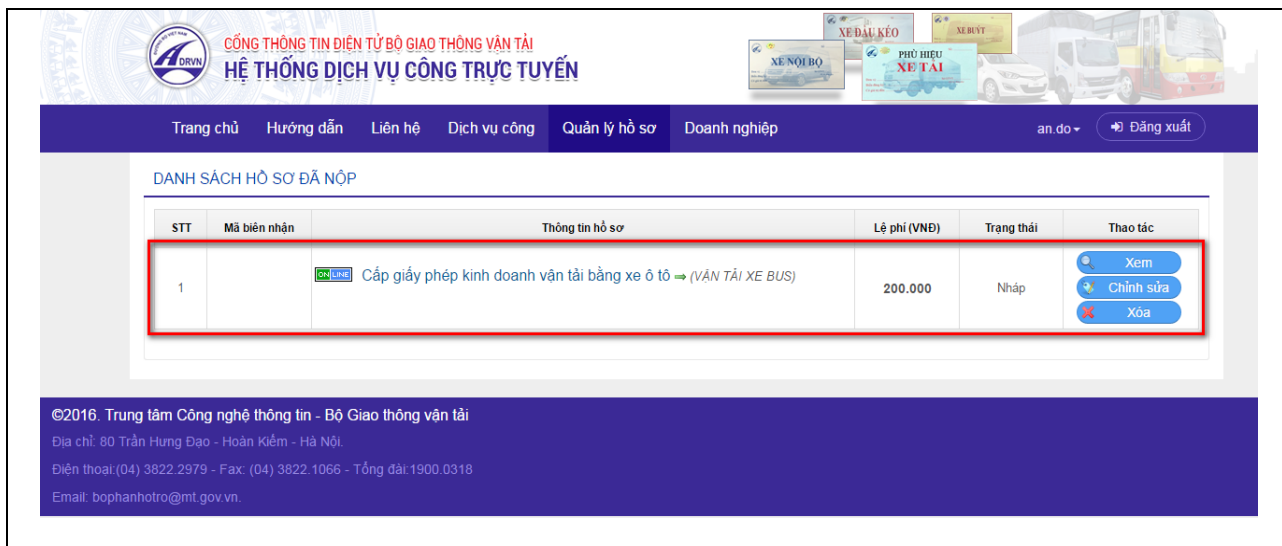 CỔNG THÔNG TIN ĐIỆN TỬ BỘ GIAO THÔNG VẬN TẢI
HỆ THỐNG DỊCH VỤ CÔNG TRỰC TUYẾN
DRVN
XE ĐẦU KÉO
XE BUÝT
XE NỘI BỘ
PHÙ HIỆU
XE TẢI
Trang chủ Hướng dẫn Liên hệ Dịch vụ công Quản lý hồ sơ Doanh nghiệp an.do Đăng xuất
DANH SÁCH HỒ SƠ ĐÃ NỘP
STT Mã biên nhận Thông tin hồ sơ Lệ phí (VNĐ) Trạng thái Thao tác
1 ONLINE Cấp giấy phép kinh doanh vận tải bằng xe ô tô ⇒ (VẬN TẢI XE BUS) 200.000 Nháp
Xem
Chỉnh sửa
Xóa
©2016. Trung tâm Công nghệ thông tin - Bộ Giao thông vận tải
Địa chỉ: 80 Trần Hưng Đạo - Hoàn Kiếm - Hà Nội.
Điện thoại:(04) 3822.2979 - Fax: (04) 3822.1066 - Tổng đài:1900.0318
Email: bophanhotro@mt.gov.vn.